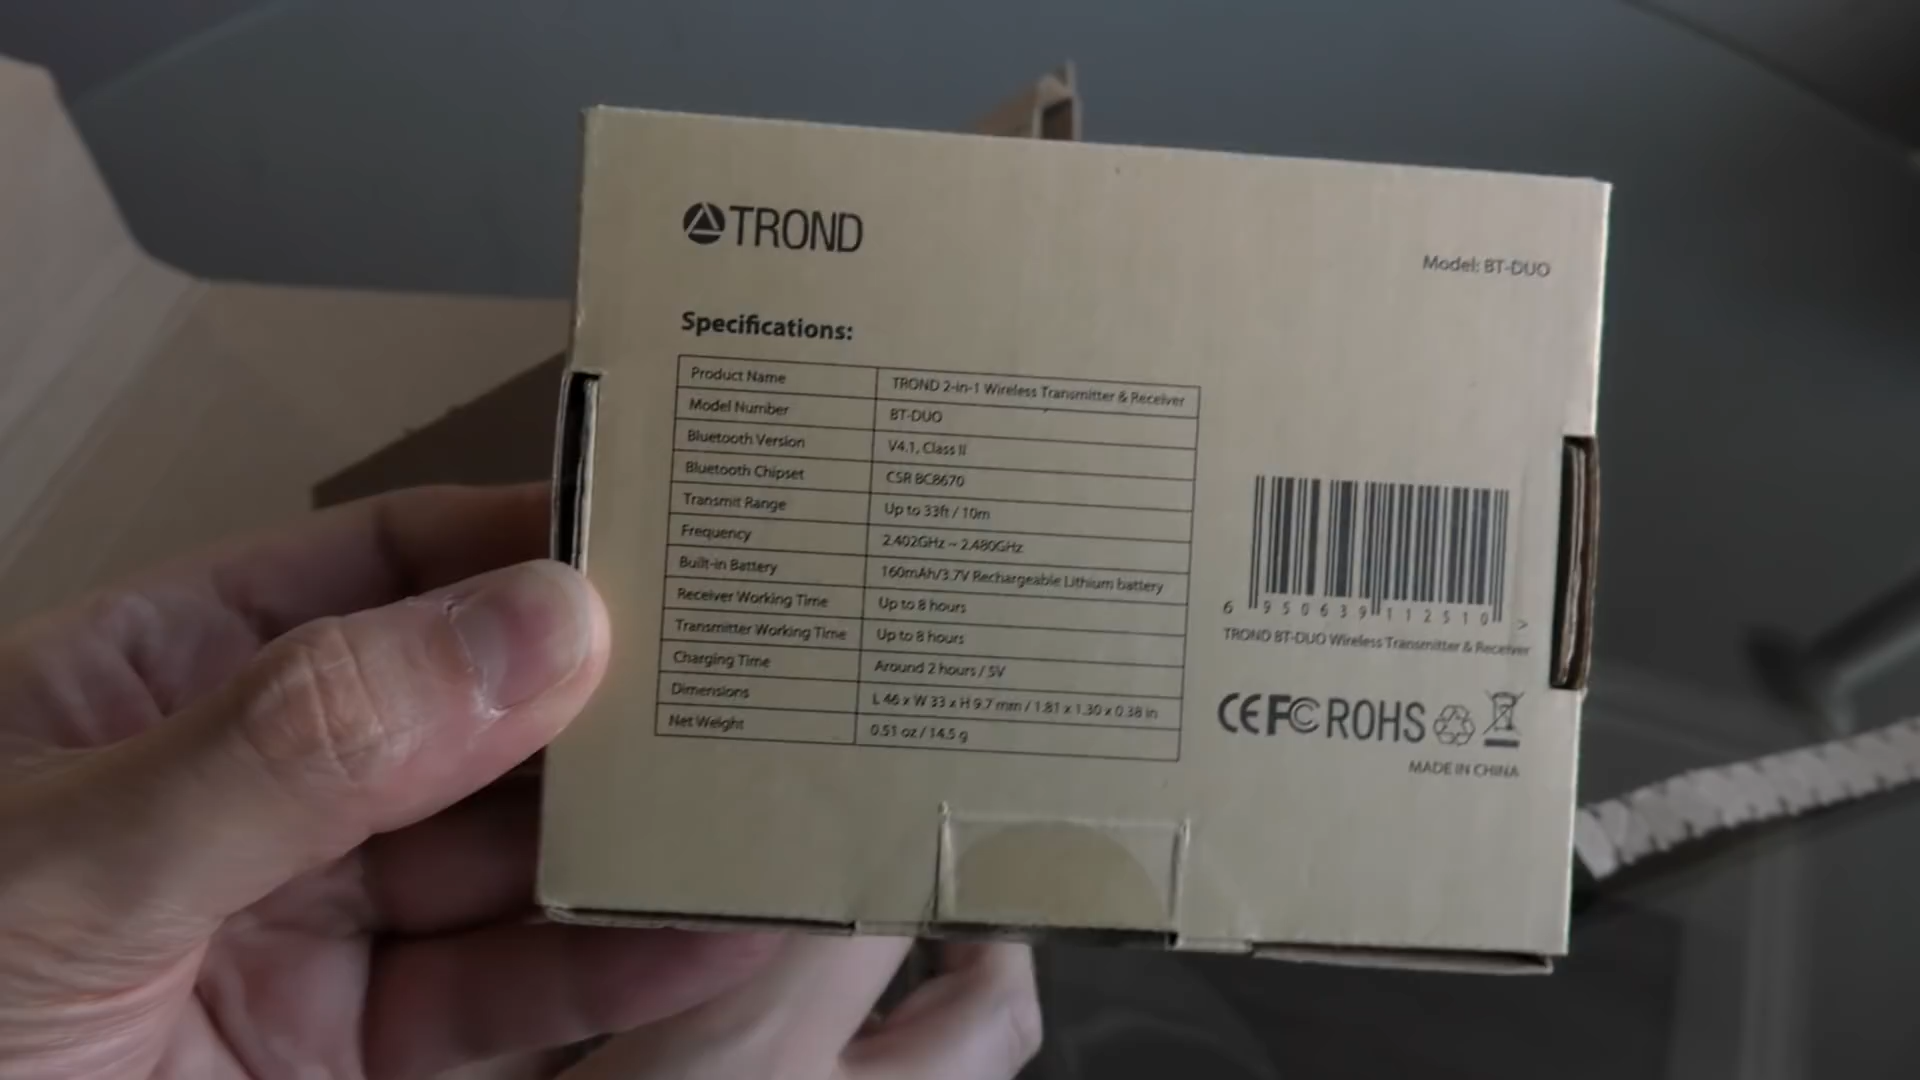 TROND
Model: BT-DUO
Specifications:
Product Name TROND 2-in-1 Wireless Transmitter & Receiver
Model Number BT-DUO
Bluetooth Version V4.1, Class II
Bluetooth Chipset CSR BC8670
Transmit Range Up to 33ft / 10m
Frequency 2.402GHz ~ 2.480GHz
Built-in Battery 160mAh/3.7V Rechargeable Lithium battery
Receiver Working Time Up to 8 hours
Transmitter Working Time Up to 8 hours
Charging Time Around 2 hours / 5V
Dimensions L 46 x W 33 x H 9.7 mm / 1.81 x 1.30 x 0.38 in
Net Weight 0.51 oz / 14.5 g
6 950639 112510 >
TROND BT-DUO Wireless Transmitter & Receiver
CE FC ROHS
MADE IN CHINA